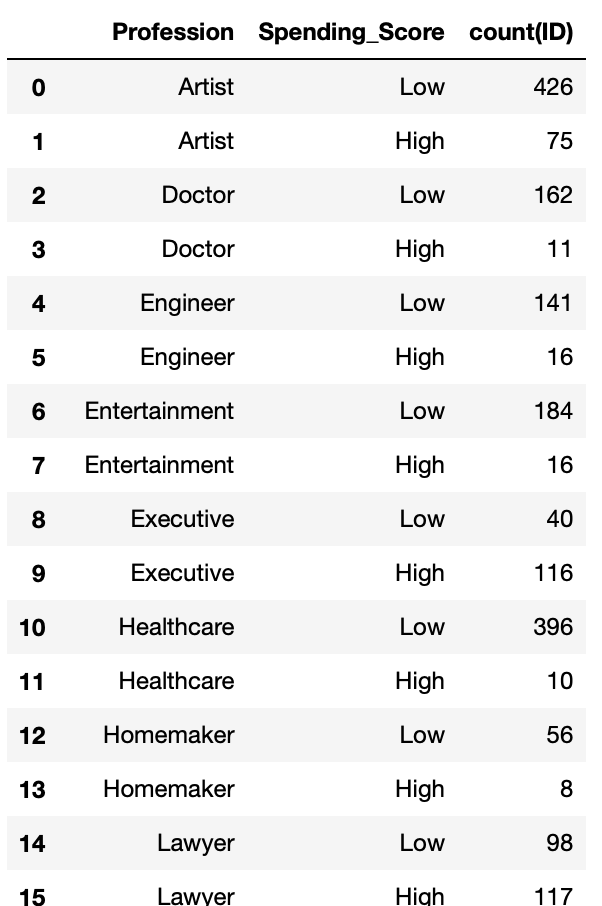 Profession Spending_Score count(ID)
0 Artist Low 426
1 Artist High 75
2 Doctor Low 162
3 Doctor High 11
4 Engineer Low 141
5 Engineer High 16
6 Entertainment Low 184
7 Entertainment High 16
8 Executive Low 40
9 Executive High 116
10 Healthcare Low 396
11 Healthcare High 10
12 Homemaker Low 56
13 Homemaker High 8
14 Lawyer Low 98
15 Lawyer High 117